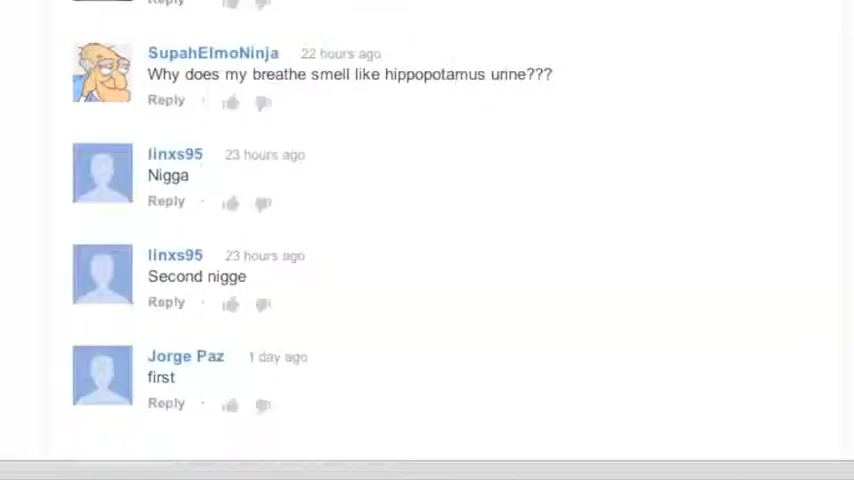 Reply
SupahElmoNinja 22 hours ago
Why does my breathe smell like hippopotamus urine???
Reply ·
linxs95 23 hours ago
Nigga
Reply ·
linxs95 23 hours ago
Second nigge
Reply ·
Jorge Paz 1 day ago
first
Reply ·